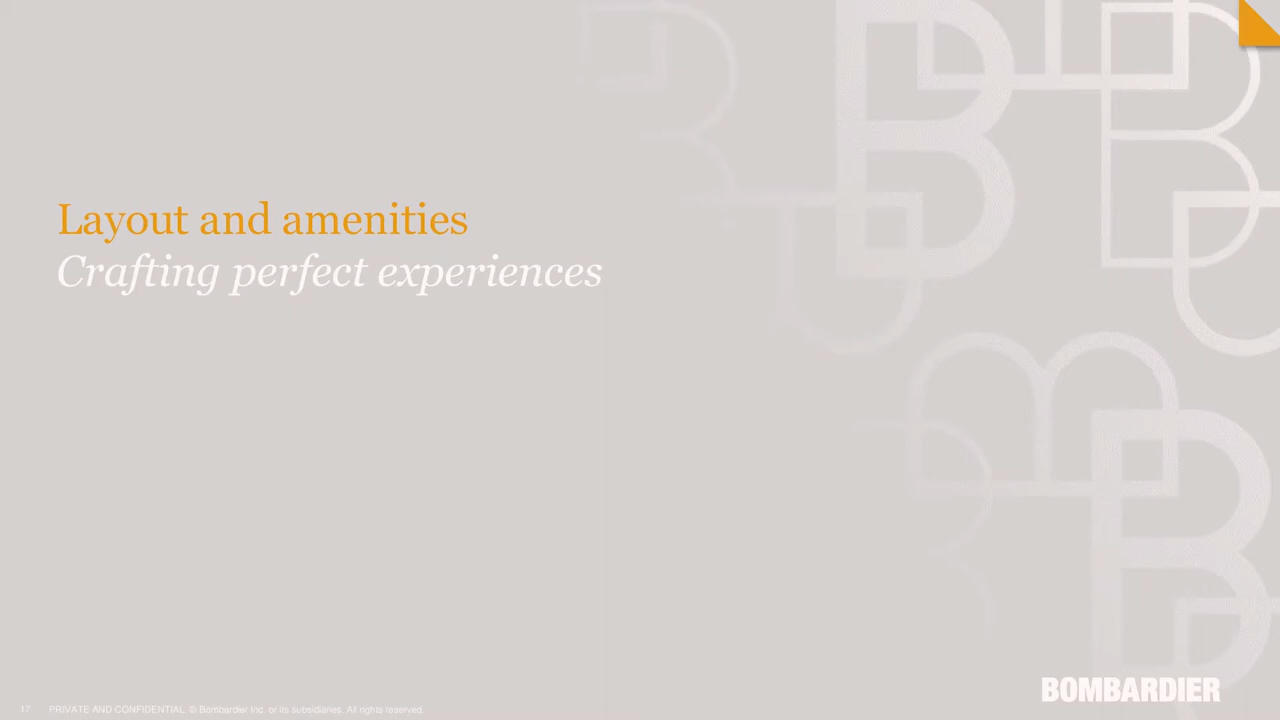 Layout and amenities
Crafting perfect experiences
BOMBARDIER
17 PRIVATE AND CONFIDENTIAL. © Bombardier Inc. or its subsidiaries. All rights reserved.